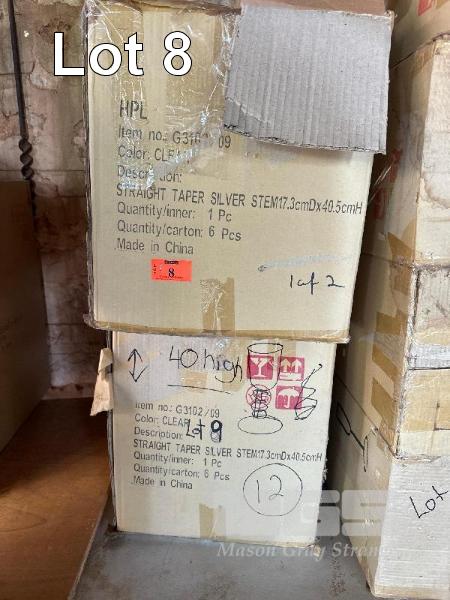 Lot 8
HPL
Item no.: G3102/09
Color: CLEAR
Description:
STRAIGHT TAPER SILVER STEM17.3cmDx40.5cmH
Quantity/inner: 1 Pc
Quantity/carton: 6 Pcs
Made in China
8
1 of 2
40 high
Item no.: G3102/09
Color: CLEAR
Lot 8
Description:
STRAIGHT TAPER SILVER STEM17.3cmDx40.5cmH
Quantity/inner: 1 Pc
Quantity/carton: 6 Pcs
Made in China
12
Lot
Mason Gray Strange